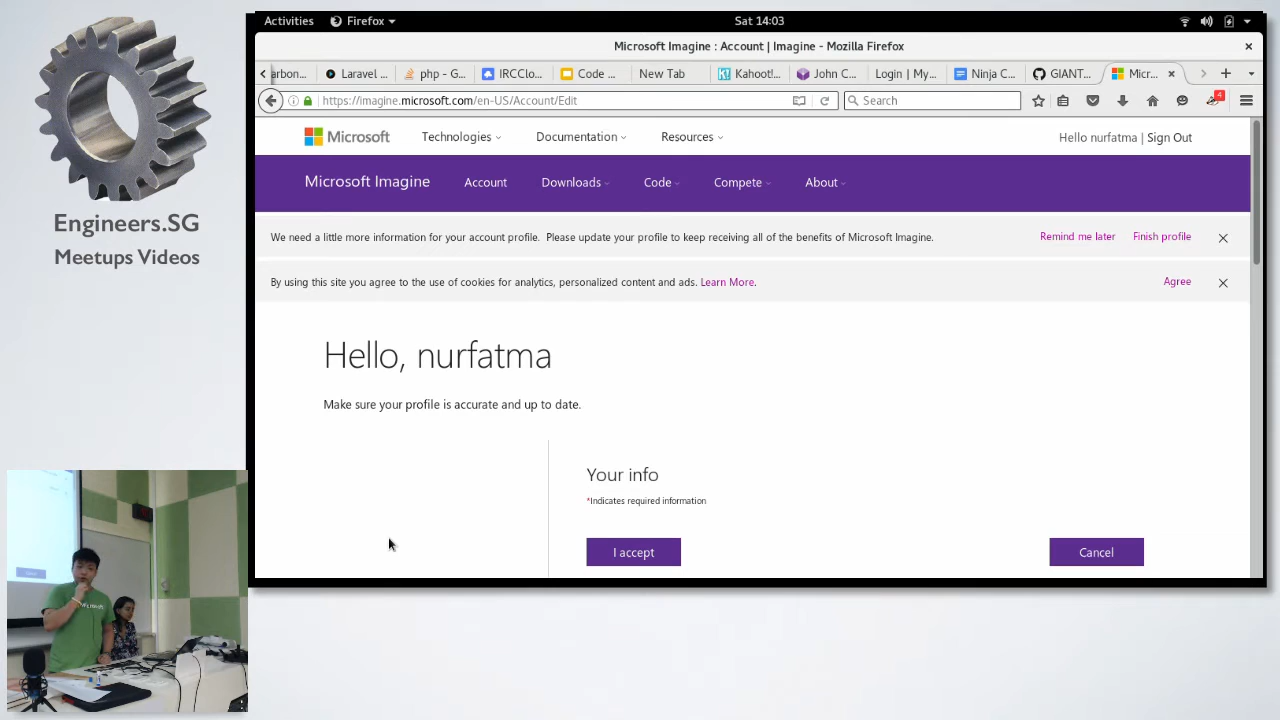 Activities
Firefox
Sat 14:03
Microsoft Imagine : Account | Imagine - Mozilla Firefox
arbon...
Laravel ...
php - G...
IRCClo...
Code ...
New Tab
Kahoot!...
John C...
Login | My...
Ninja C...
GIANT...
Micr...
https://imagine.microsoft.com/en-US/Account/Edit
Search
4
Microsoft
Technologies
Documentation
Resources
Hello nurfatma | Sign Out
Microsoft Imagine
Account
Downloads
Code
Compete
About
We need a little more information for your account profile. Please update your profile to keep receiving all of the benefits of Microsoft Imagine.
Remind me later
Finish profile
By using this site you agree to the use of cookies for analytics, personalized content and ads. Learn More.
Agree
Hello, nurfatma
Make sure your profile is accurate and up to date.
Your info
*Indicates required information
I accept
Cancel
Engineers.SG
Meetups Videos